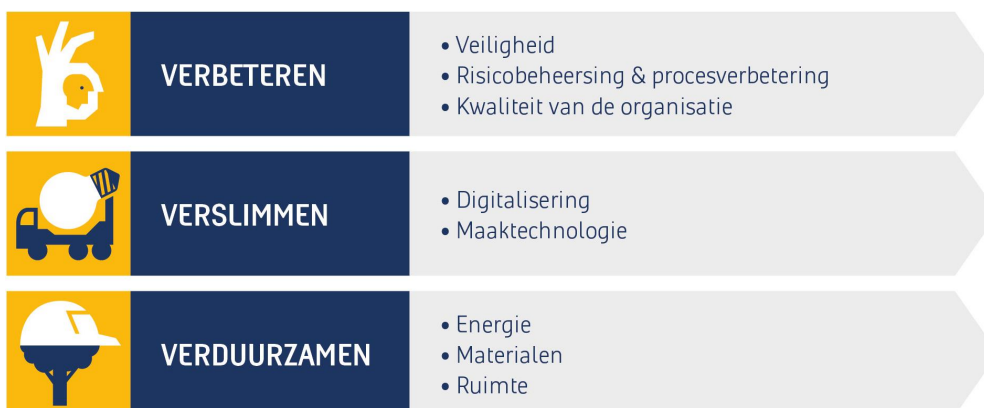 VERBETEREN
• Veiligheid
• Risicobeheersing & procesverbetering
• Kwaliteit van de organisatie
VERSLIMMEN
• Digitalisering
• Maaktechnologie
VERDUURZAMEN
• Energie
• Materialen
• Ruimte